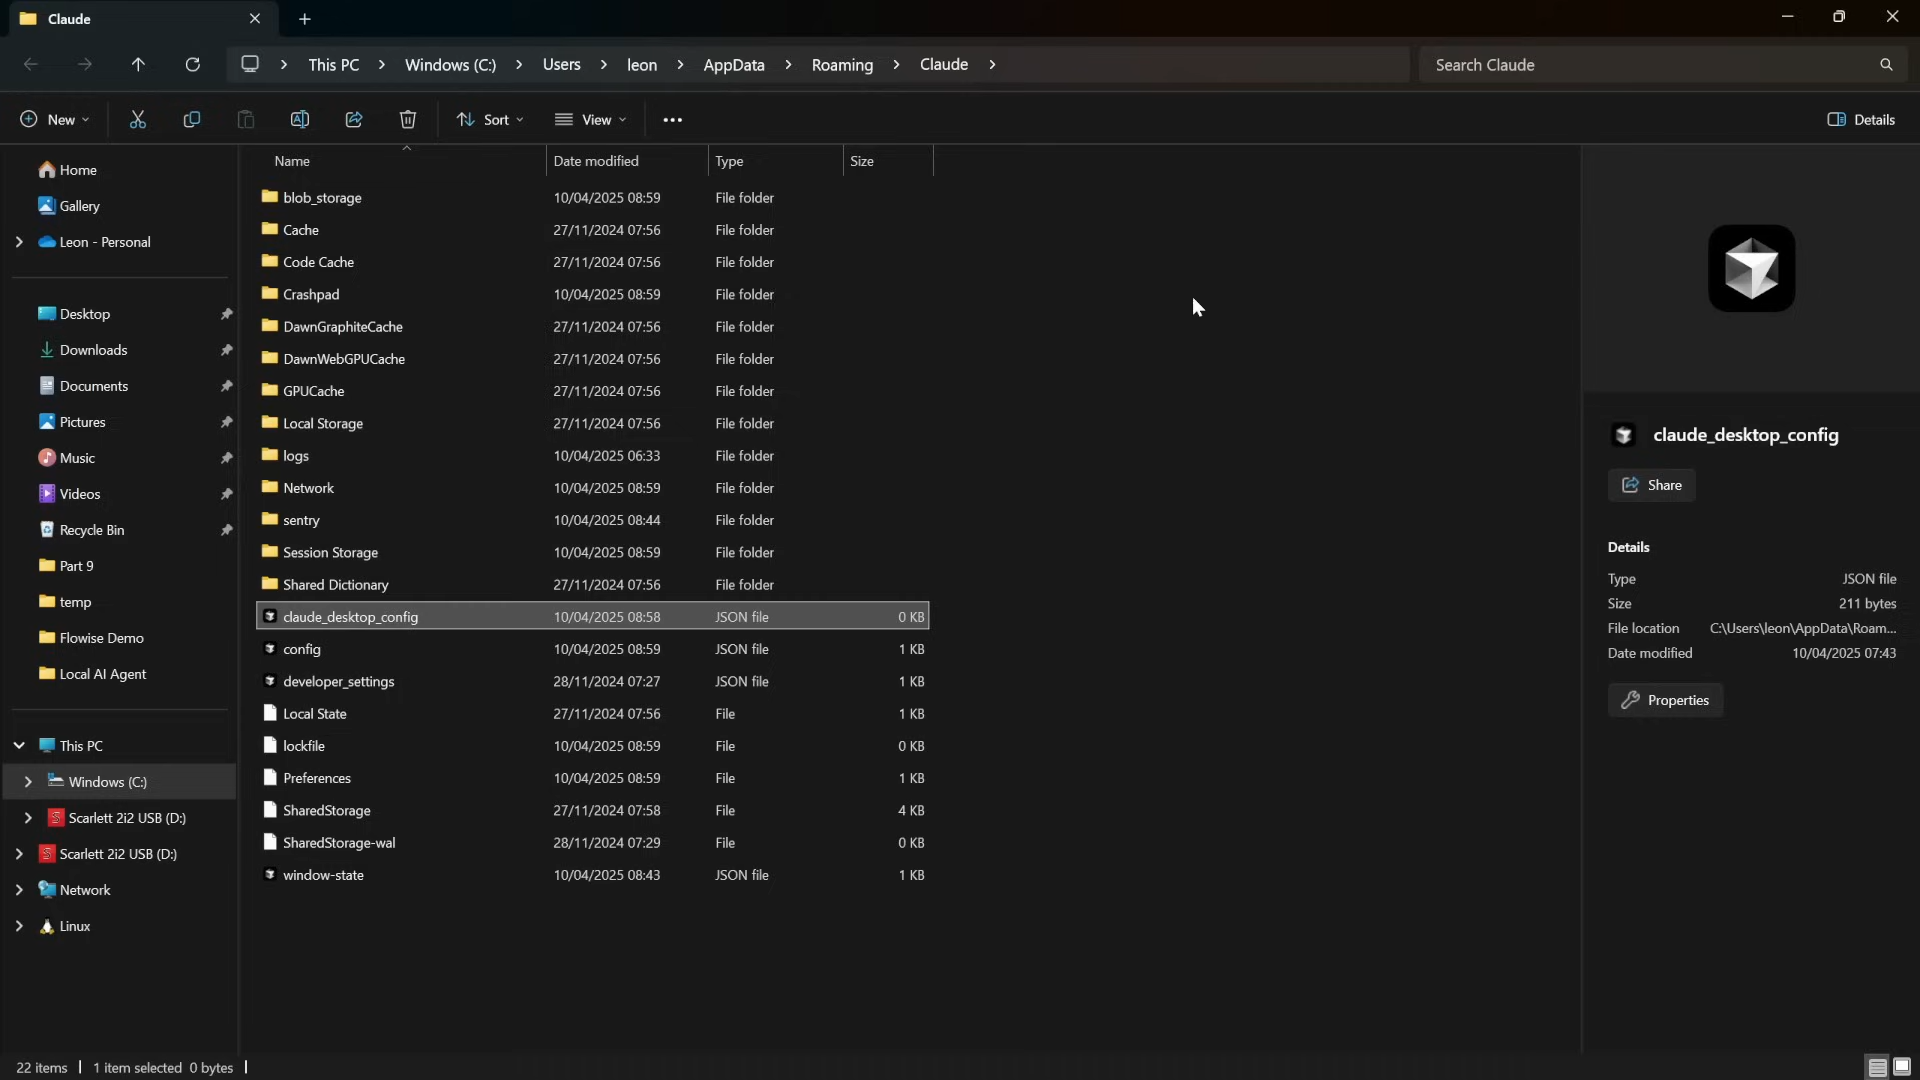 Claude
This PC
Windows (C:)
Users
leon
AppData
Roaming
Claude
Search Claude
New
Sort
View
Details
Home
Gallery
Leon - Personal
Desktop
Downloads
Documents
Pictures
Music
Videos
Recycle Bin
Part 9
temp
Flowise Demo
Local AI Agent
This PC
Windows (C:)
Scarlett 2i2 USB (D:)
Scarlett 2i2 USB (D:)
Network
Linux
Name Date modified Type Size
blob_storage 10/04/2025 08:59 File folder
Cache 27/11/2024 07:56 File folder
Code Cache 27/11/2024 07:56 File folder
Crashpad 10/04/2025 08:59 File folder
DawnGraphiteCache 27/11/2024 07:56 File folder
DawnWebGPUCache 27/11/2024 07:56 File folder
GPUCache 27/11/2024 07:56 File folder
Local Storage 27/11/2024 07:56 File folder
logs 10/04/2025 06:33 File folder
Network 10/04/2025 08:59 File folder
sentry 10/04/2025 08:44 File folder
Session Storage 10/04/2025 08:59 File folder
Shared Dictionary 27/11/2024 07:56 File folder
claude_desktop_config 10/04/2025 08:58 JSON file 0 KB
config 10/04/2025 08:59 JSON file 1 KB
developer_settings 28/11/2024 07:27 JSON file 1 KB
Local State 27/11/2024 07:56 File 1 KB
lockfile 10/04/2025 08:59 File 0 KB
Preferences 10/04/2025 08:59 File 1 KB
SharedStorage 27/11/2024 07:58 File 4 KB
SharedStorage-wal 28/11/2024 07:29 File 0 KB
window-state 10/04/2025 08:43 JSON file 1 KB
claude_desktop_config
Share
Details
Type JSON file
Size 211 bytes
File location C:\Users\leon\AppData\Roam...
Date modified 10/04/2025 07:43
Properties
22 items 1 item selected 0 bytes